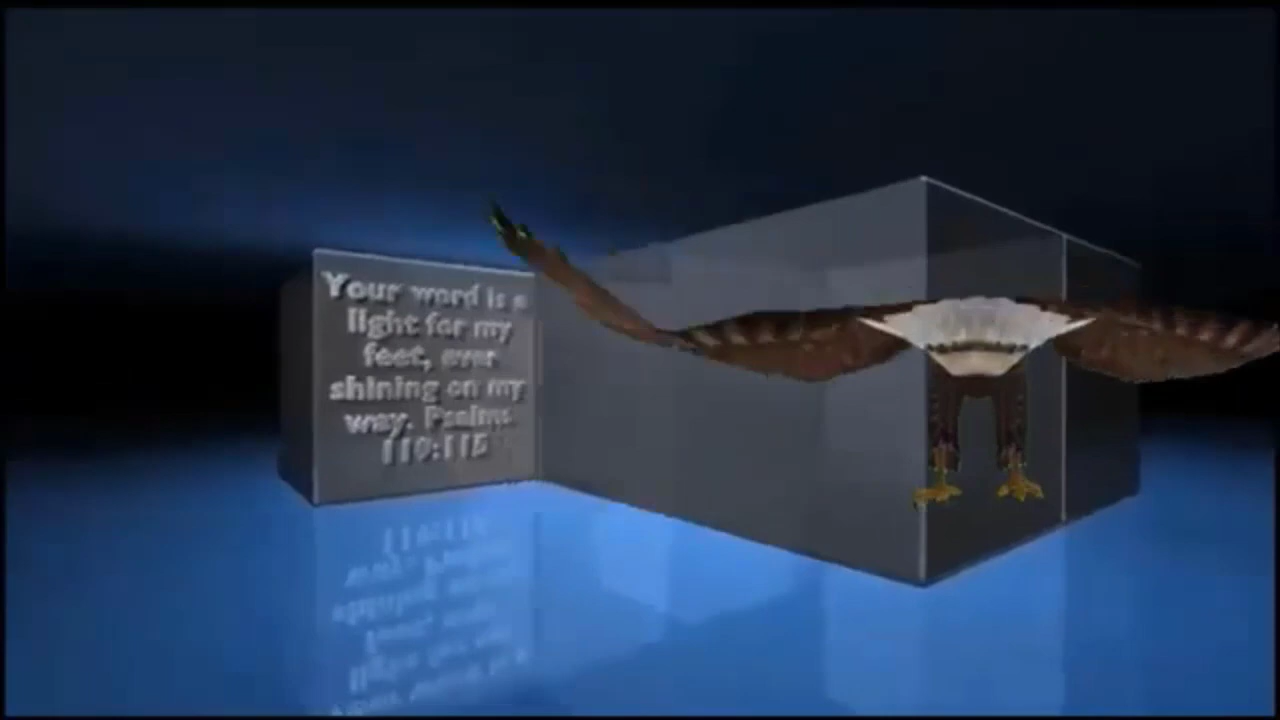 Your word is a
light for my
feet, ever
shining on my
way. Psalms
119:115